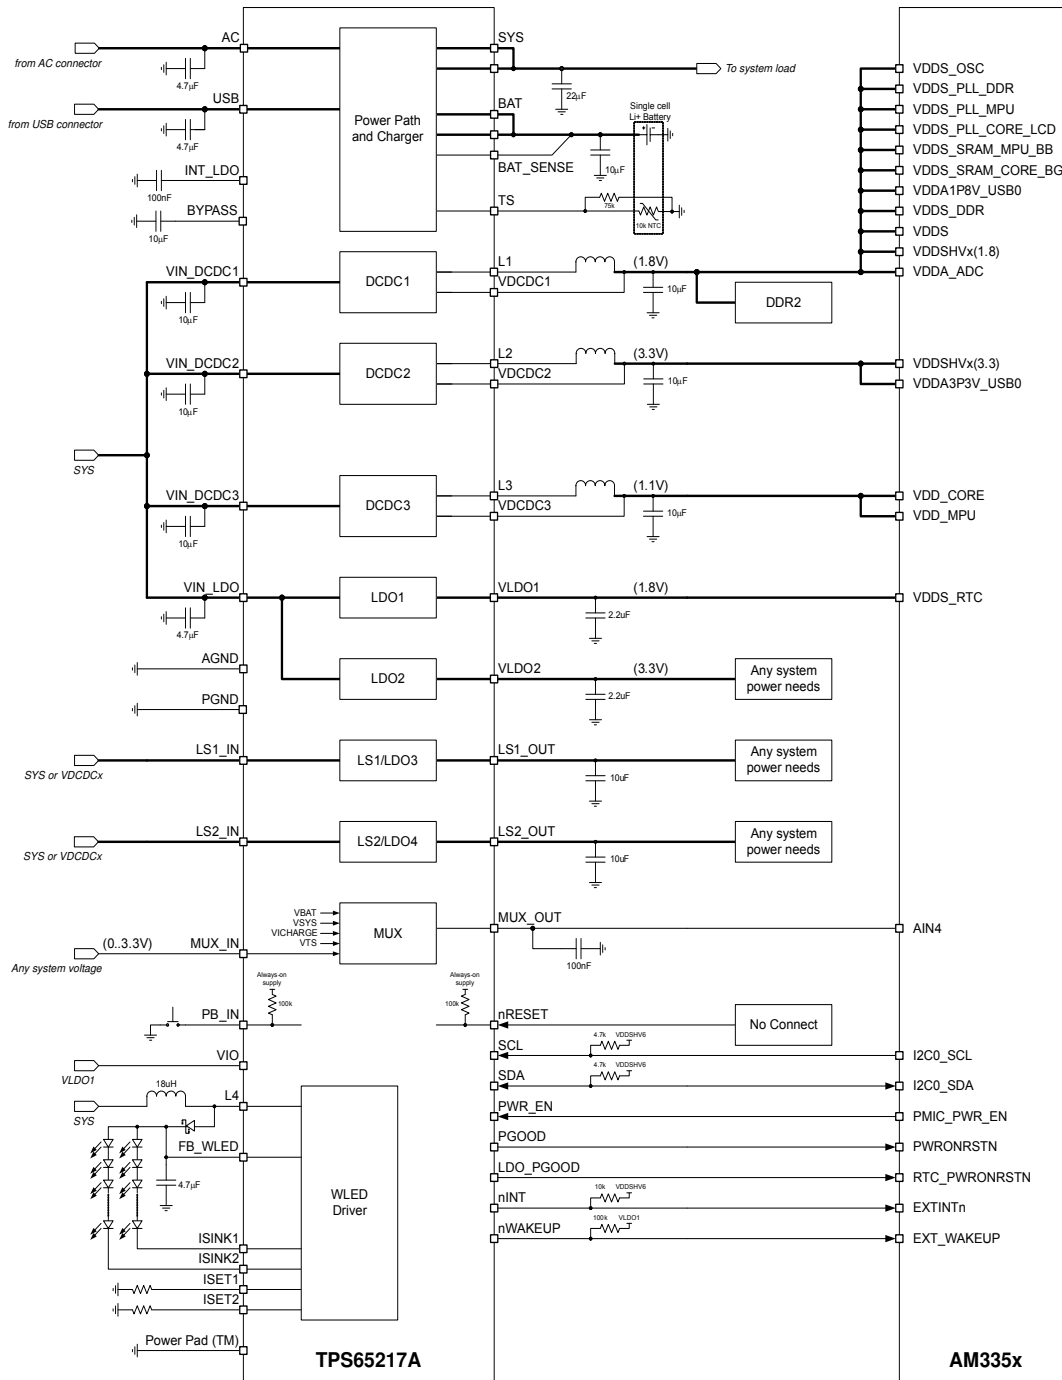 AC
from AC connector
4.7µF
USB
from USB connector
4.7µF
INT_LDO
100nF
BYPASS
10µF
Power Path
and Charger
SYS
22µF
To system load
BAT
Single cell
Li+ Battery
BAT_SENSE
10µF
TS
75k
10k NTC
VDDS_OSC
VDDS_PLL_DDR
VDDS_PLL_MPU
VDDS_PLL_CORE_LCD
VDDS_SRAM_MPU_BB
VDDS_SRAM_CORE_BG
VDDA1P8V_USB0
VDDS_DDR
VDDS
VDDSHVx(1.8)
VDDA_ADC
VIN_DCDC1
10µF
DCDC1
L1
VDCDC1
(1.8V)
10µF
DDR2
VIN_DCDC2
10µF
DCDC2
L2
VDCDC2
(3.3V)
10µF
VDDSHVx(3.3)
VDDA3P3V_USB0
SYS
VIN_DCDC3
10µF
DCDC3
L3
VDCDC3
(1.1V)
10µF
VDD_CORE
VDD_MPU
VIN_LDO
4.7µF
LDO1
VLDO1
(1.8V)
2.2uF
VDDS_RTC
AGND
LDO2
VLDO2
(3.3V)
2.2uF
Any system
power needs
PGND
LS1_IN
SYS or VDCDCx
LS1/LDO3
LS1_OUT
10uF
Any system
power needs
LS2_IN
SYS or VDCDCx
LS2/LDO4
LS2_OUT
10uF
Any system
power needs
VBAT
VSYS
VICHARGE
VTS
MUX
MUX_OUT
100nF
AIN4
(0..3.3V)
MUX_IN
Any system voltage
Always-on
supply
100k
Always-on
supply
100k
PB_IN
nRESET
No Connect
VIO
VLDO1
SCL
4.7k
VDDSHV6
I2C0_SCL
18uH
SYS
L4
SDA
4.7k
VDDSHV6
I2C0_SDA
PWR_EN
PMIC_PWR_EN
FB_WLED
4.7µF
WLED
Driver
PGOOD
PWRONRSTN
LDO_PGOOD
RTC_PWRONRSTN
nINT
10k
VDDSHV6
EXTINTn
nWAKEUP
100k
VLDO1
EXT_WAKEUP
ISINK1
ISINK2
ISET1
ISET2
Power Pad (TM)
TPS65217A
AM335x